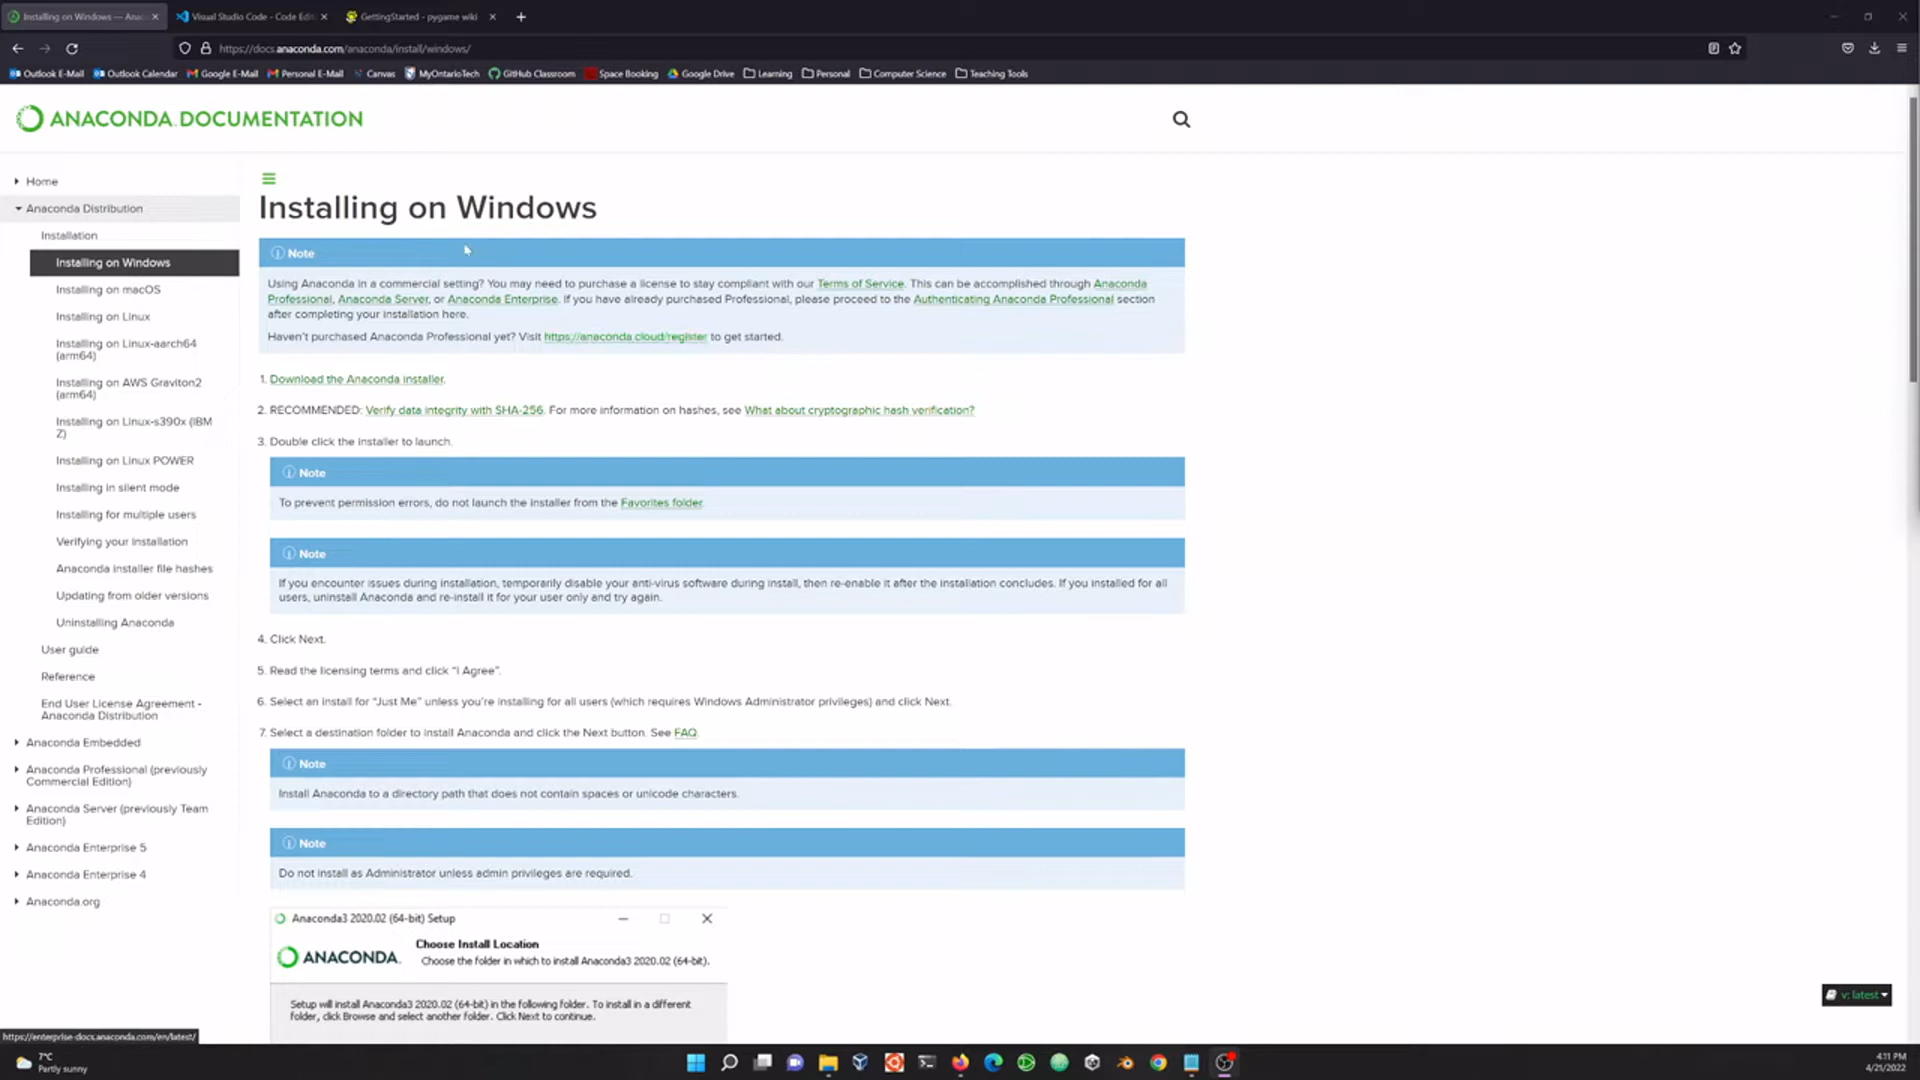 Installing on Windows — Anac
Visual Studio Code - Code Edit
GettingStarted - pygame wiki
https://docs.anaconda.com/anaconda/install/windows/
Outlook E-Mail
Outlook Calendar
Google E-Mail
Personal E-Mail
Canvas
MyOntarioTech
GitHub Classroom
Space Booking
Google Drive
Learning
Personal
Computer Science
Teaching Tools
ANACONDA.DOCUMENTATION
Home
Anaconda Distribution
Installation
Installing on Windows
Installing on macOS
Installing on Linux
Installing on Linux-aarch64
(arm64)
Installing on AWS Graviton2
(arm64)
Installing on Linux-s390x (IBM
Z)
Installing on Linux POWER
Installing in silent mode
Installing for multiple users
Verifying your installation
Anaconda installer file hashes
Updating from older versions
Uninstalling Anaconda
User guide
Reference
End User License Agreement -
Anaconda Distribution
Anaconda Embedded
Anaconda Professional (previously
Commercial Edition)
Anaconda Server (previously Team
Edition)
Anaconda Enterprise 5
Anaconda Enterprise 4
Anaconda.org
Installing on Windows
Note
Using Anaconda in a commercial setting? You may need to purchase a license to stay compliant with our Terms of Service. This can be accomplished through Anaconda
Professional, Anaconda Server, or Anaconda Enterprise. If you have already purchased Professional, please proceed to the Authenticating Anaconda Professional section
after completing your installation here.
Haven't purchased Anaconda Professional yet? Visit https://anaconda.cloud/register to get started.
1. Download the Anaconda installer.
2. RECOMMENDED: Verify data integrity with SHA-256. For more information on hashes, see What about cryptographic hash verification?
3. Double click the installer to launch.
Note
To prevent permission errors, do not launch the installer from the Favorites folder.
Note
If you encounter issues during installation, temporarily disable your anti-virus software during install, then re-enable it after the installation concludes. If you installed for all
users, uninstall Anaconda and re-install it for your user only and try again.
4. Click Next.
5. Read the licensing terms and click “I Agree”.
6. Select an install for “Just Me” unless you're installing for all users (which requires Windows Administrator privileges) and click Next.
7. Select a destination folder to install Anaconda and click the Next button. See FAQ.
Note
Install Anaconda to a directory path that does not contain spaces or unicode characters.
Note
Do not install as Administrator unless admin privileges are required.
Anaconda3 2020.02 (64-bit) Setup
ANACONDA.
Choose Install Location
Choose the folder in which to install Anaconda3 2020.02 (64-bit).
Setup will install Anaconda3 2020.02 (64-bit) in the following folder. To install in a different
folder, click Browse and select another folder. Click Next to continue.
v: latest
https://enterprise-docs.anaconda.com/en/latest/
7°C
Partly sunny
4:11 PM
4/21/2022